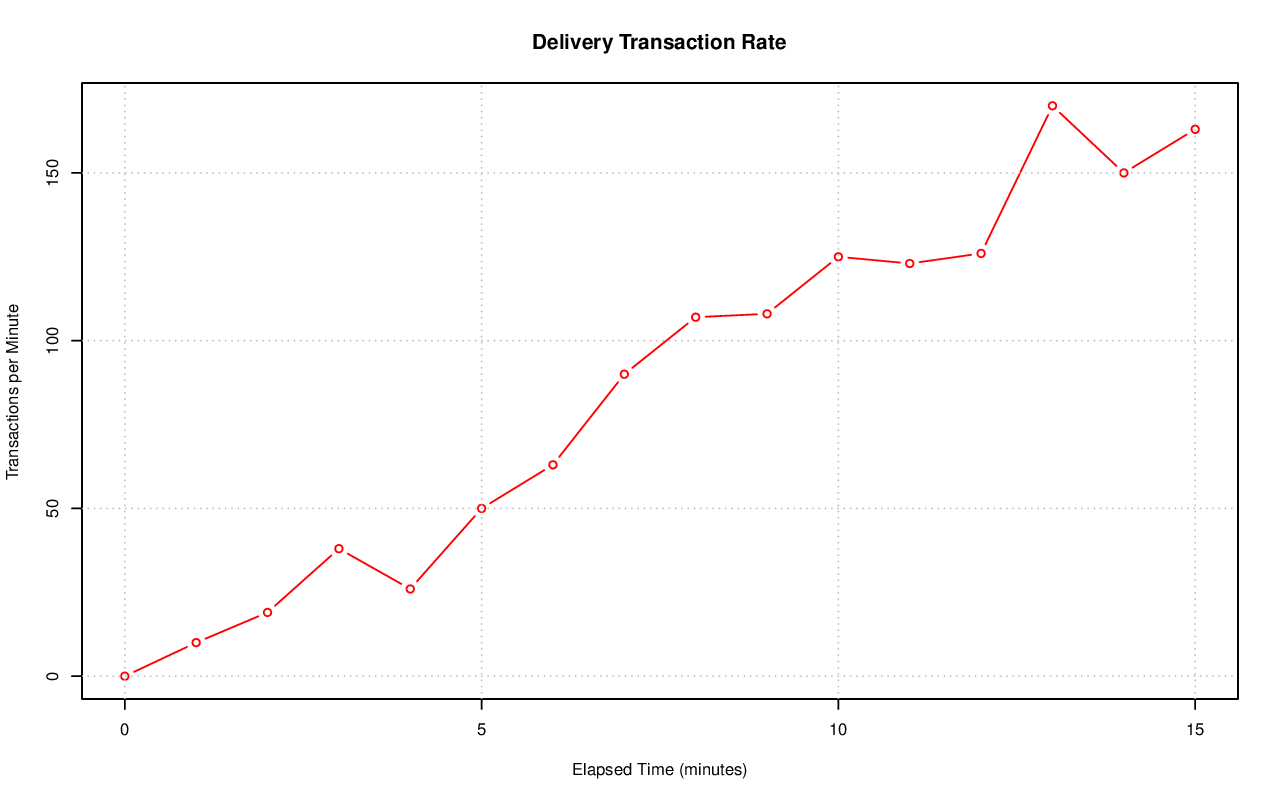 Delivery Transaction Rate
Transactions per Minute
150
100
50
0
0 5 10 15
Elapsed Time (minutes)